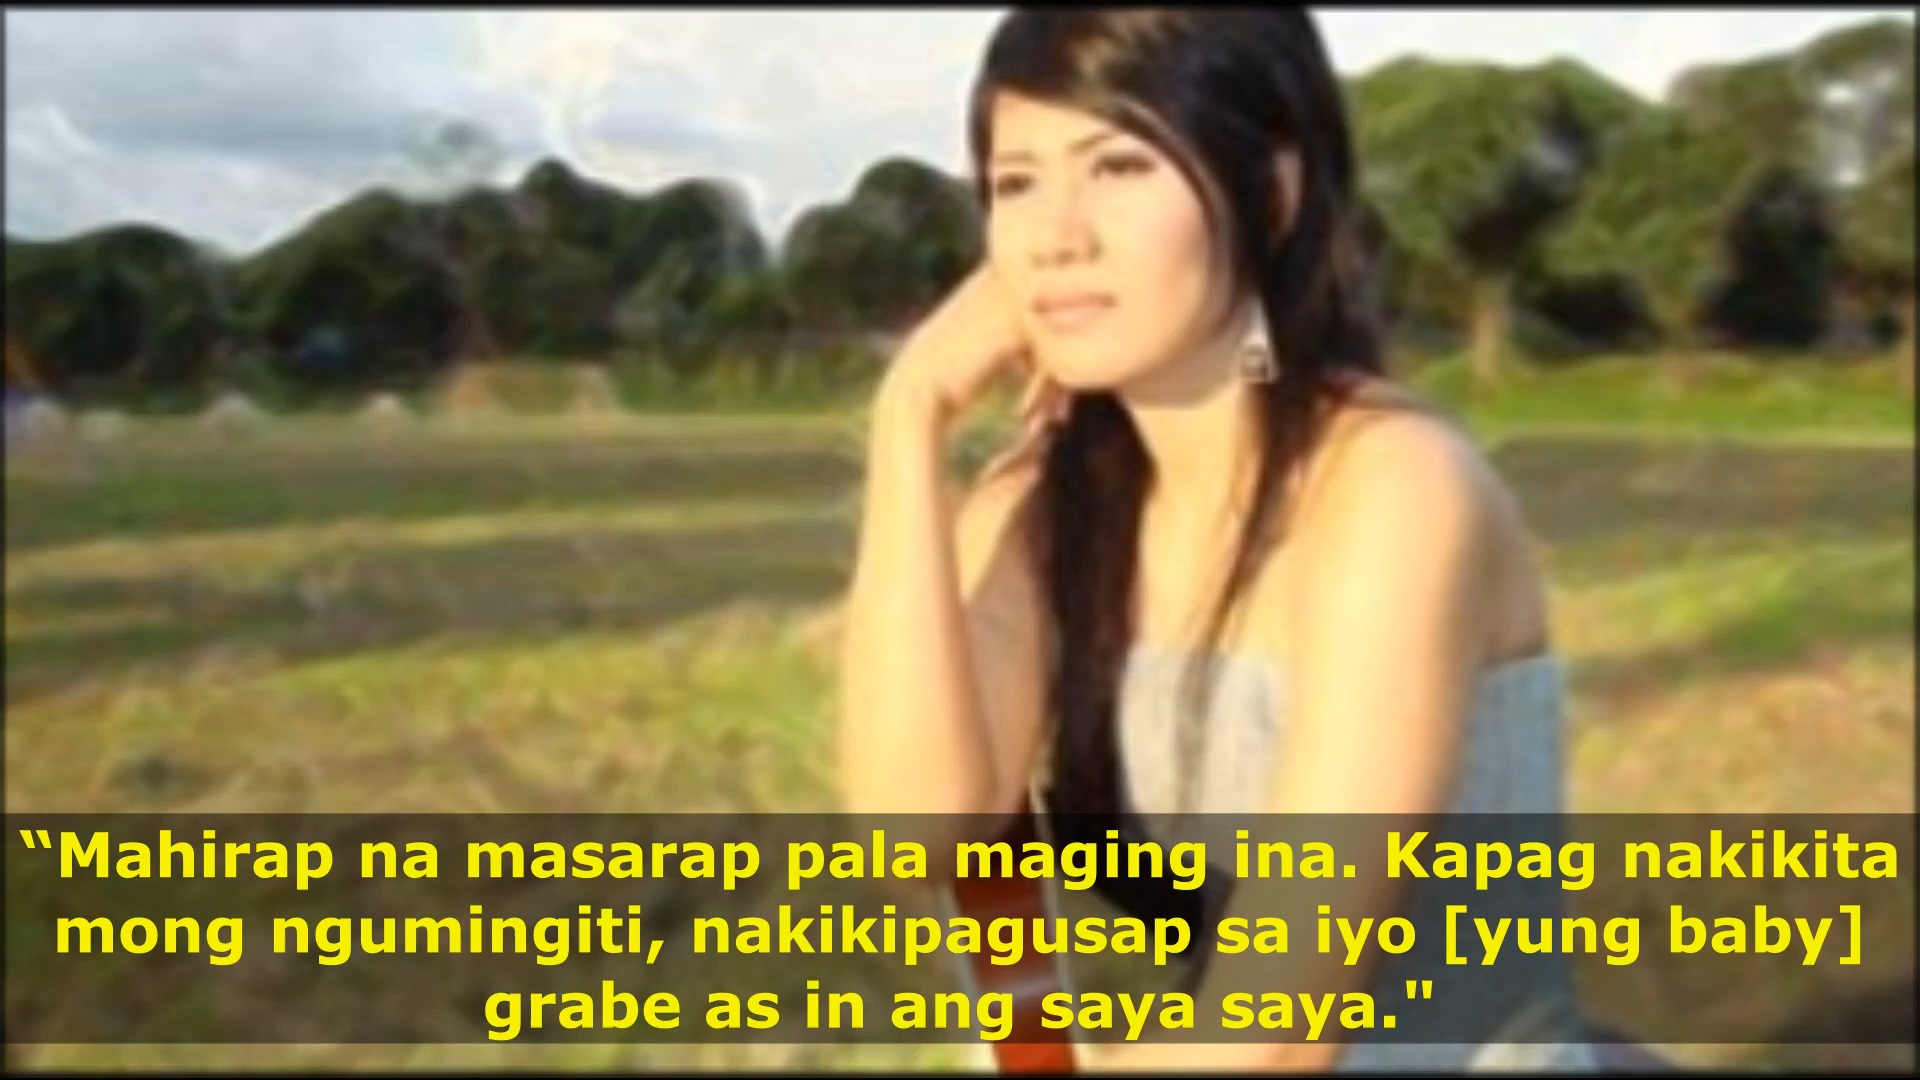 “Mahirap na masarap pala maging ina. Kapag nakikita
mong ngumingiti, nakikipagusap sa iyo [yung baby]
grabe as in ang saya saya."